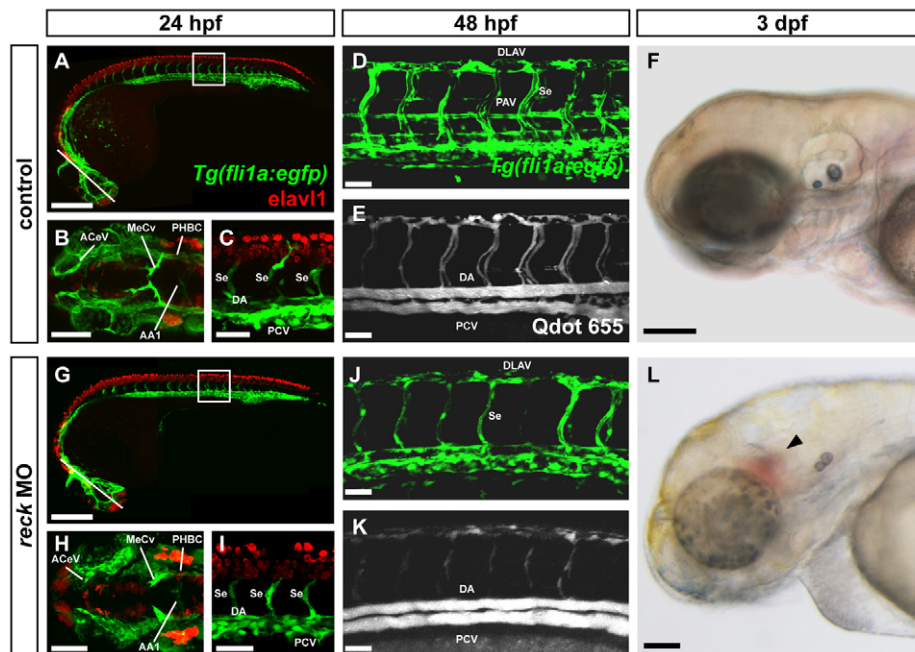 24 hpf
48 hpf
3 dpf
control
A
Tg(fli1a:egfp)
elavl1
B
ACeV
MeCv
PHBC
AA1
C
Se
Se
Se
DA
PCV
D
DLAV
Se
PAV
Tg(fli1a:egfp)
E
DA
PCV
Qdot 655
F
reck MO
G
H
ACeV
MeCv
PHBC
AA1
I
Se
Se
Se
DA
PCV
J
DLAV
Se
K
DA
PCV
L